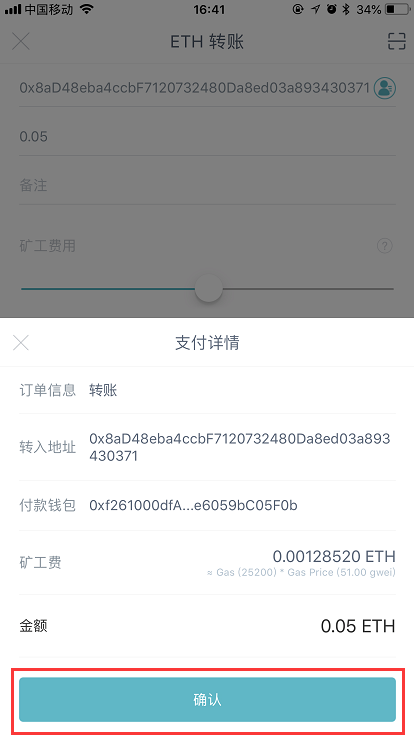 中国移动 16:41 34%
ETH 转账
0x8aD48eba4ccbF7120732480Da8ed03a893430371
0.05
备注
矿工费用 ?
支付详情
订单信息 转账
转入地址 0x8aD48eba4ccbF7120732480Da8ed03a893
430371
付款钱包 0xf261000dfA...e6059bC05F0b
矿工费 0.00128520 ETH
≈ Gas (25200) * Gas Price (51.00 gwei)
金额 0.05 ETH
确认